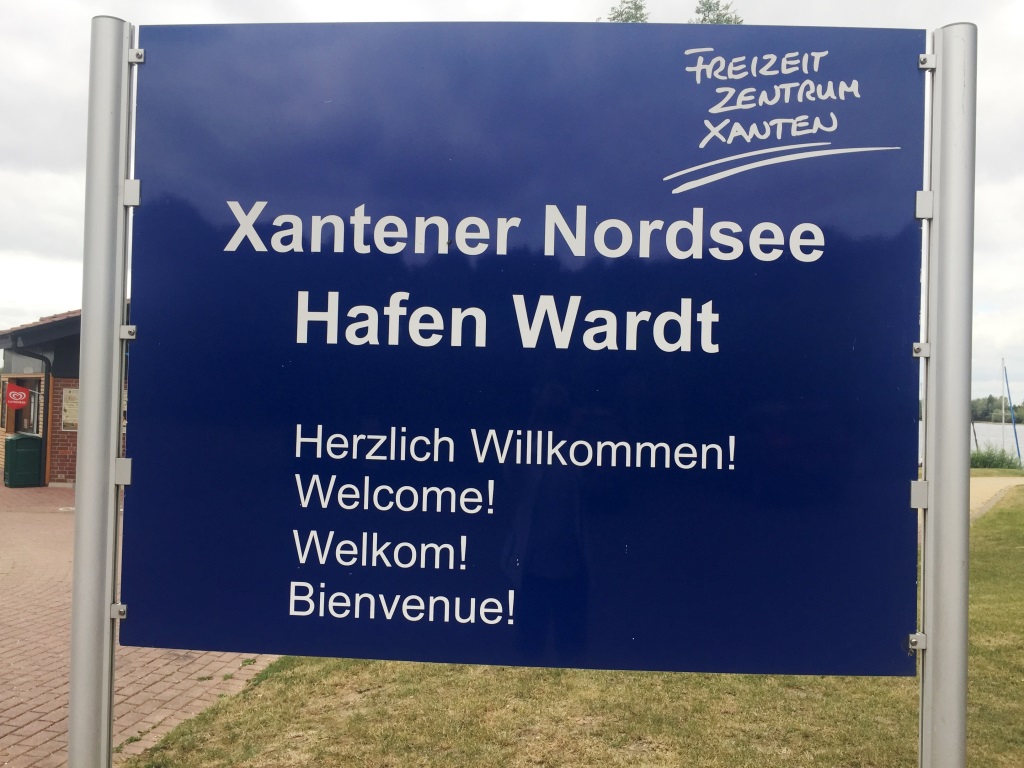 FREIZEIT
ZENTRUM
XANTEN
Xantener Nordsee
Hafen Wardt
Herzlich Willkommen!
Welcome!
Welkom!
Bienvenue!